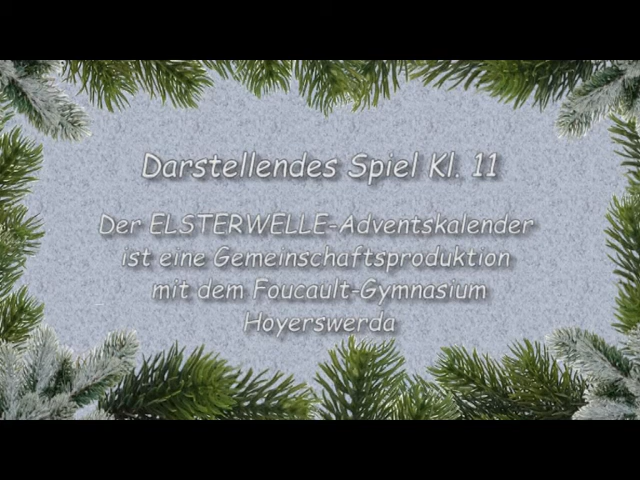 Darstellendes Spiel Kl. 11
Der ELSTERWELLE-Adventskalender
ist eine Gemeinschaftsproduktion
mit dem Foucault-Gymnasium
Hoyerswerda